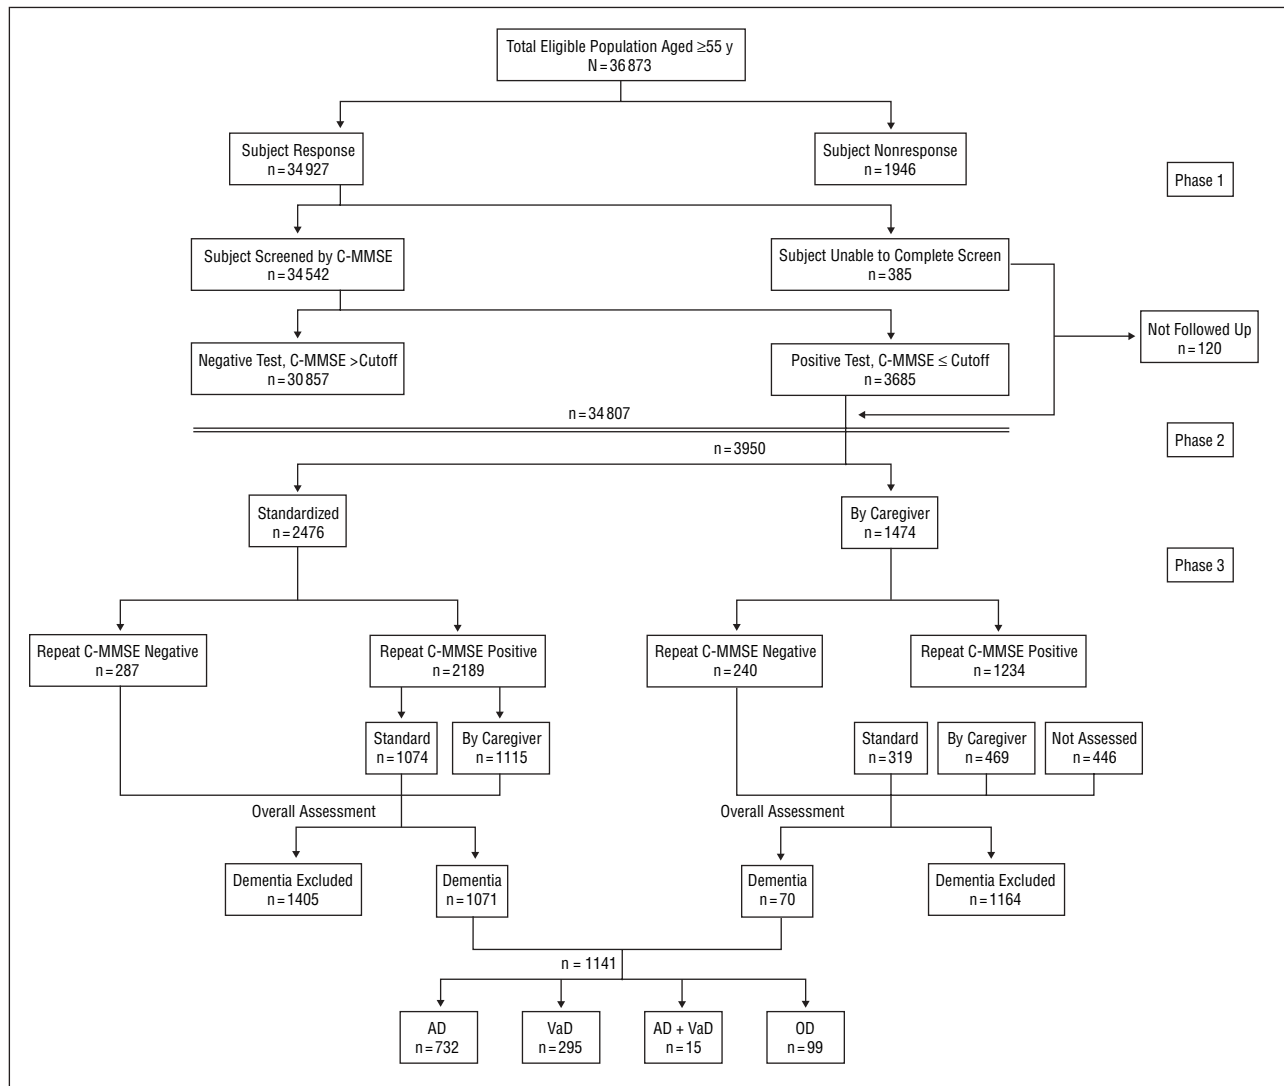 Total Eligible Population Aged ≥55 y
N = 36 873
Subject Response
n = 34 927
Subject Nonresponse
n = 1946
Phase 1
Subject Screened by C-MMSE
n = 34 542
Subject Unable to Complete Screen
n = 385
Not Followed Up
n = 120
Negative Test, C-MMSE >Cutoff
n = 30 857
Positive Test, C-MMSE ≤ Cutoff
n = 3685
n = 34 807
Phase 2
n = 3950
Standardized
n = 2476
By Caregiver
n = 1474
Phase 3
Repeat C-MMSE Negative
n = 287
Repeat C-MMSE Positive
n = 2189
Repeat C-MMSE Negative
n = 240
Repeat C-MMSE Positive
n = 1234
Standard
n = 1074
By Caregiver
n = 1115
Standard
n = 319
By Caregiver
n = 469
Not Assessed
n = 446
Overall Assessment
Overall Assessment
Dementia Excluded
n = 1405
Dementia
n = 1071
Dementia
n = 70
Dementia Excluded
n = 1164
n = 1141
AD
n = 732
VaD
n = 295
AD + VaD
n = 15
OD
n = 99